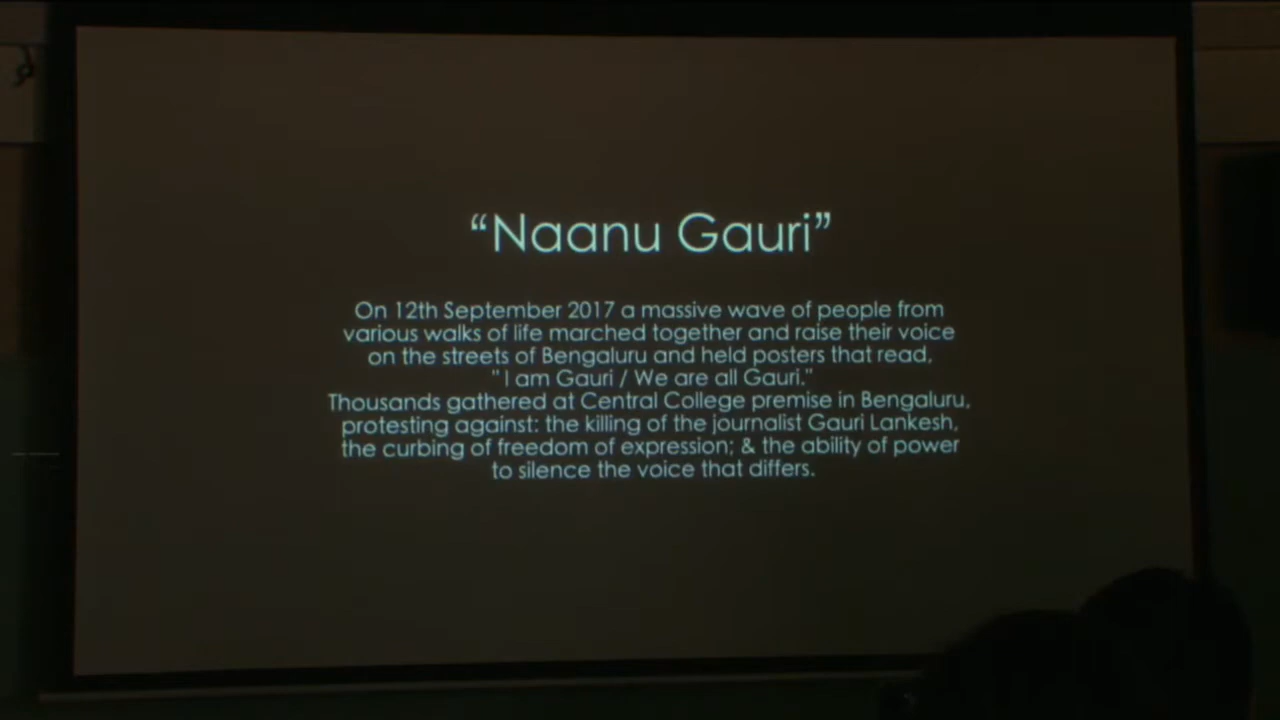 “Naanu Gauri”
On 12th September 2017 a massive wave of people from
various walks of life marched together and raise their voice
on the streets of Bengaluru and held posters that read,
" I am Gauri / We are all Gauri."
Thousands gathered at Central College premise in Bengaluru,
protesting against: the killing of the journalist Gauri Lankesh,
the curbing of freedom of expression; & the ability of power
to silence the voice that differs.